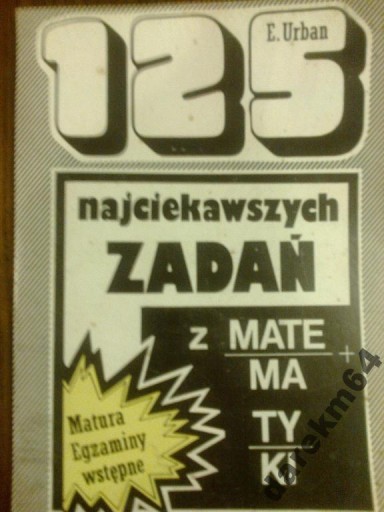 E. Urban
125
najciekawszych
ZADAŃ
z MATE
MA
+
TY
KI
Matura
Egzaminy
wstępne
darekm64